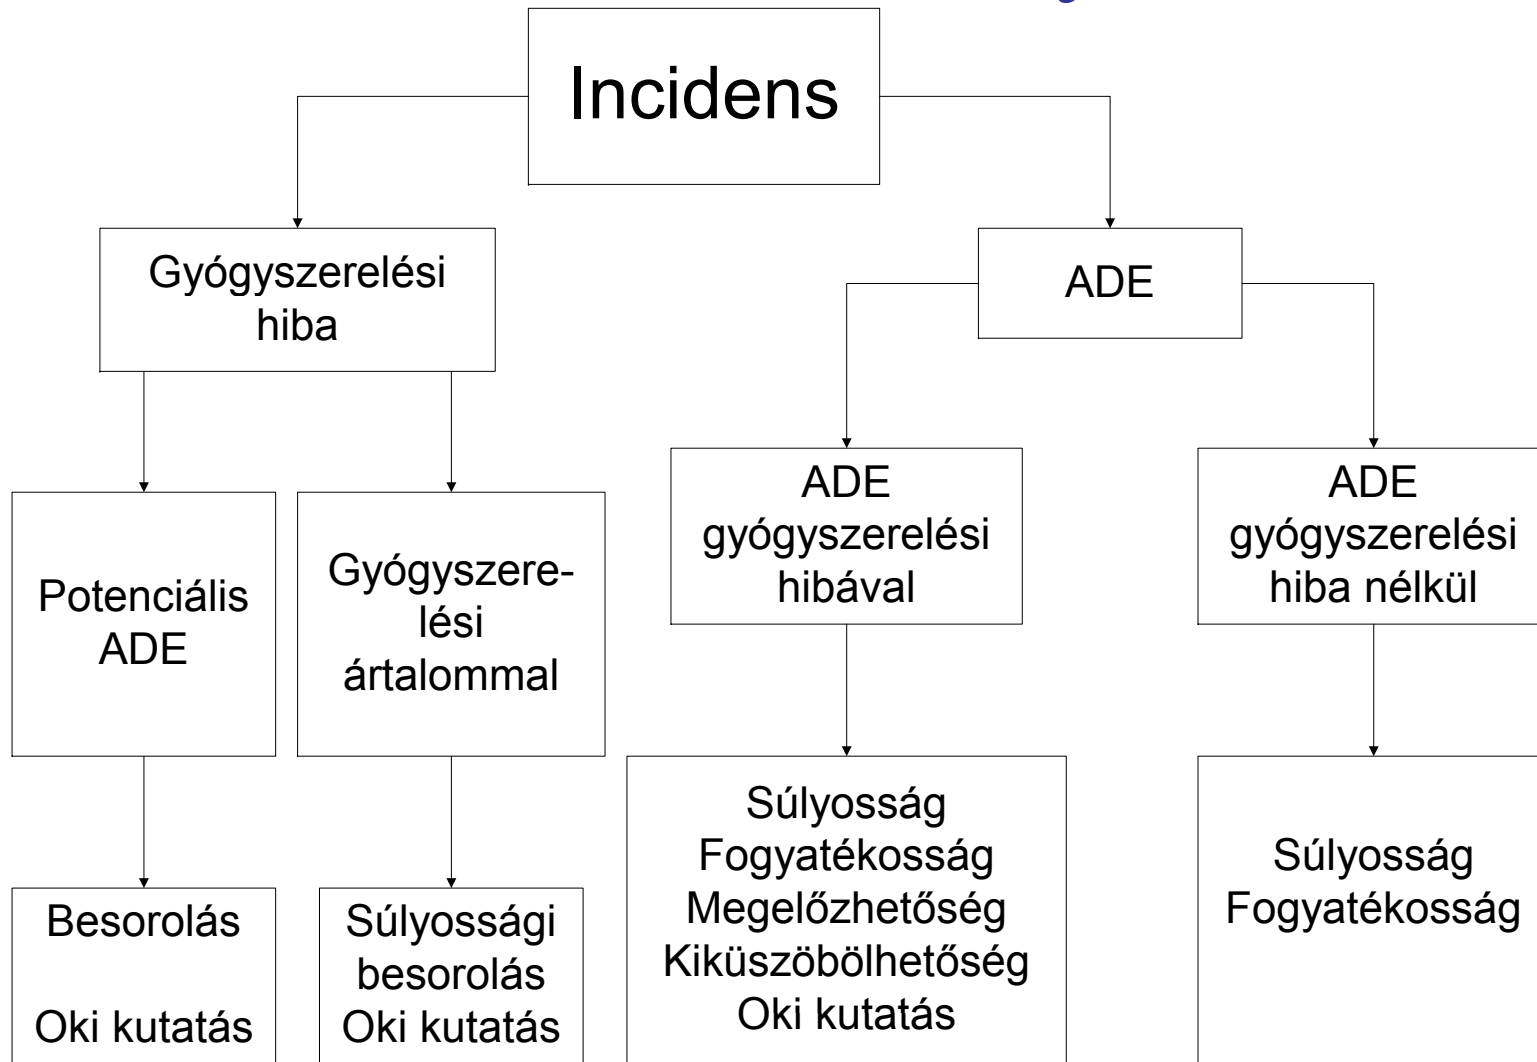 Incidens
Gyógyszerelési
hiba
ADE
Potenciális
ADE
Gyógyszere-
lési
ártalommal
ADE
gyógyszerelési
hibával
ADE
gyógyszerelési
hiba nélkül
Besorolás
Oki kutatás
Súlyossági
besorolás
Oki kutatás
Súlyosság
Fogyatékosság
Megelőzhetőség
Kiküszöbölhetőség
Oki kutatás
Súlyosság
Fogyatékosság